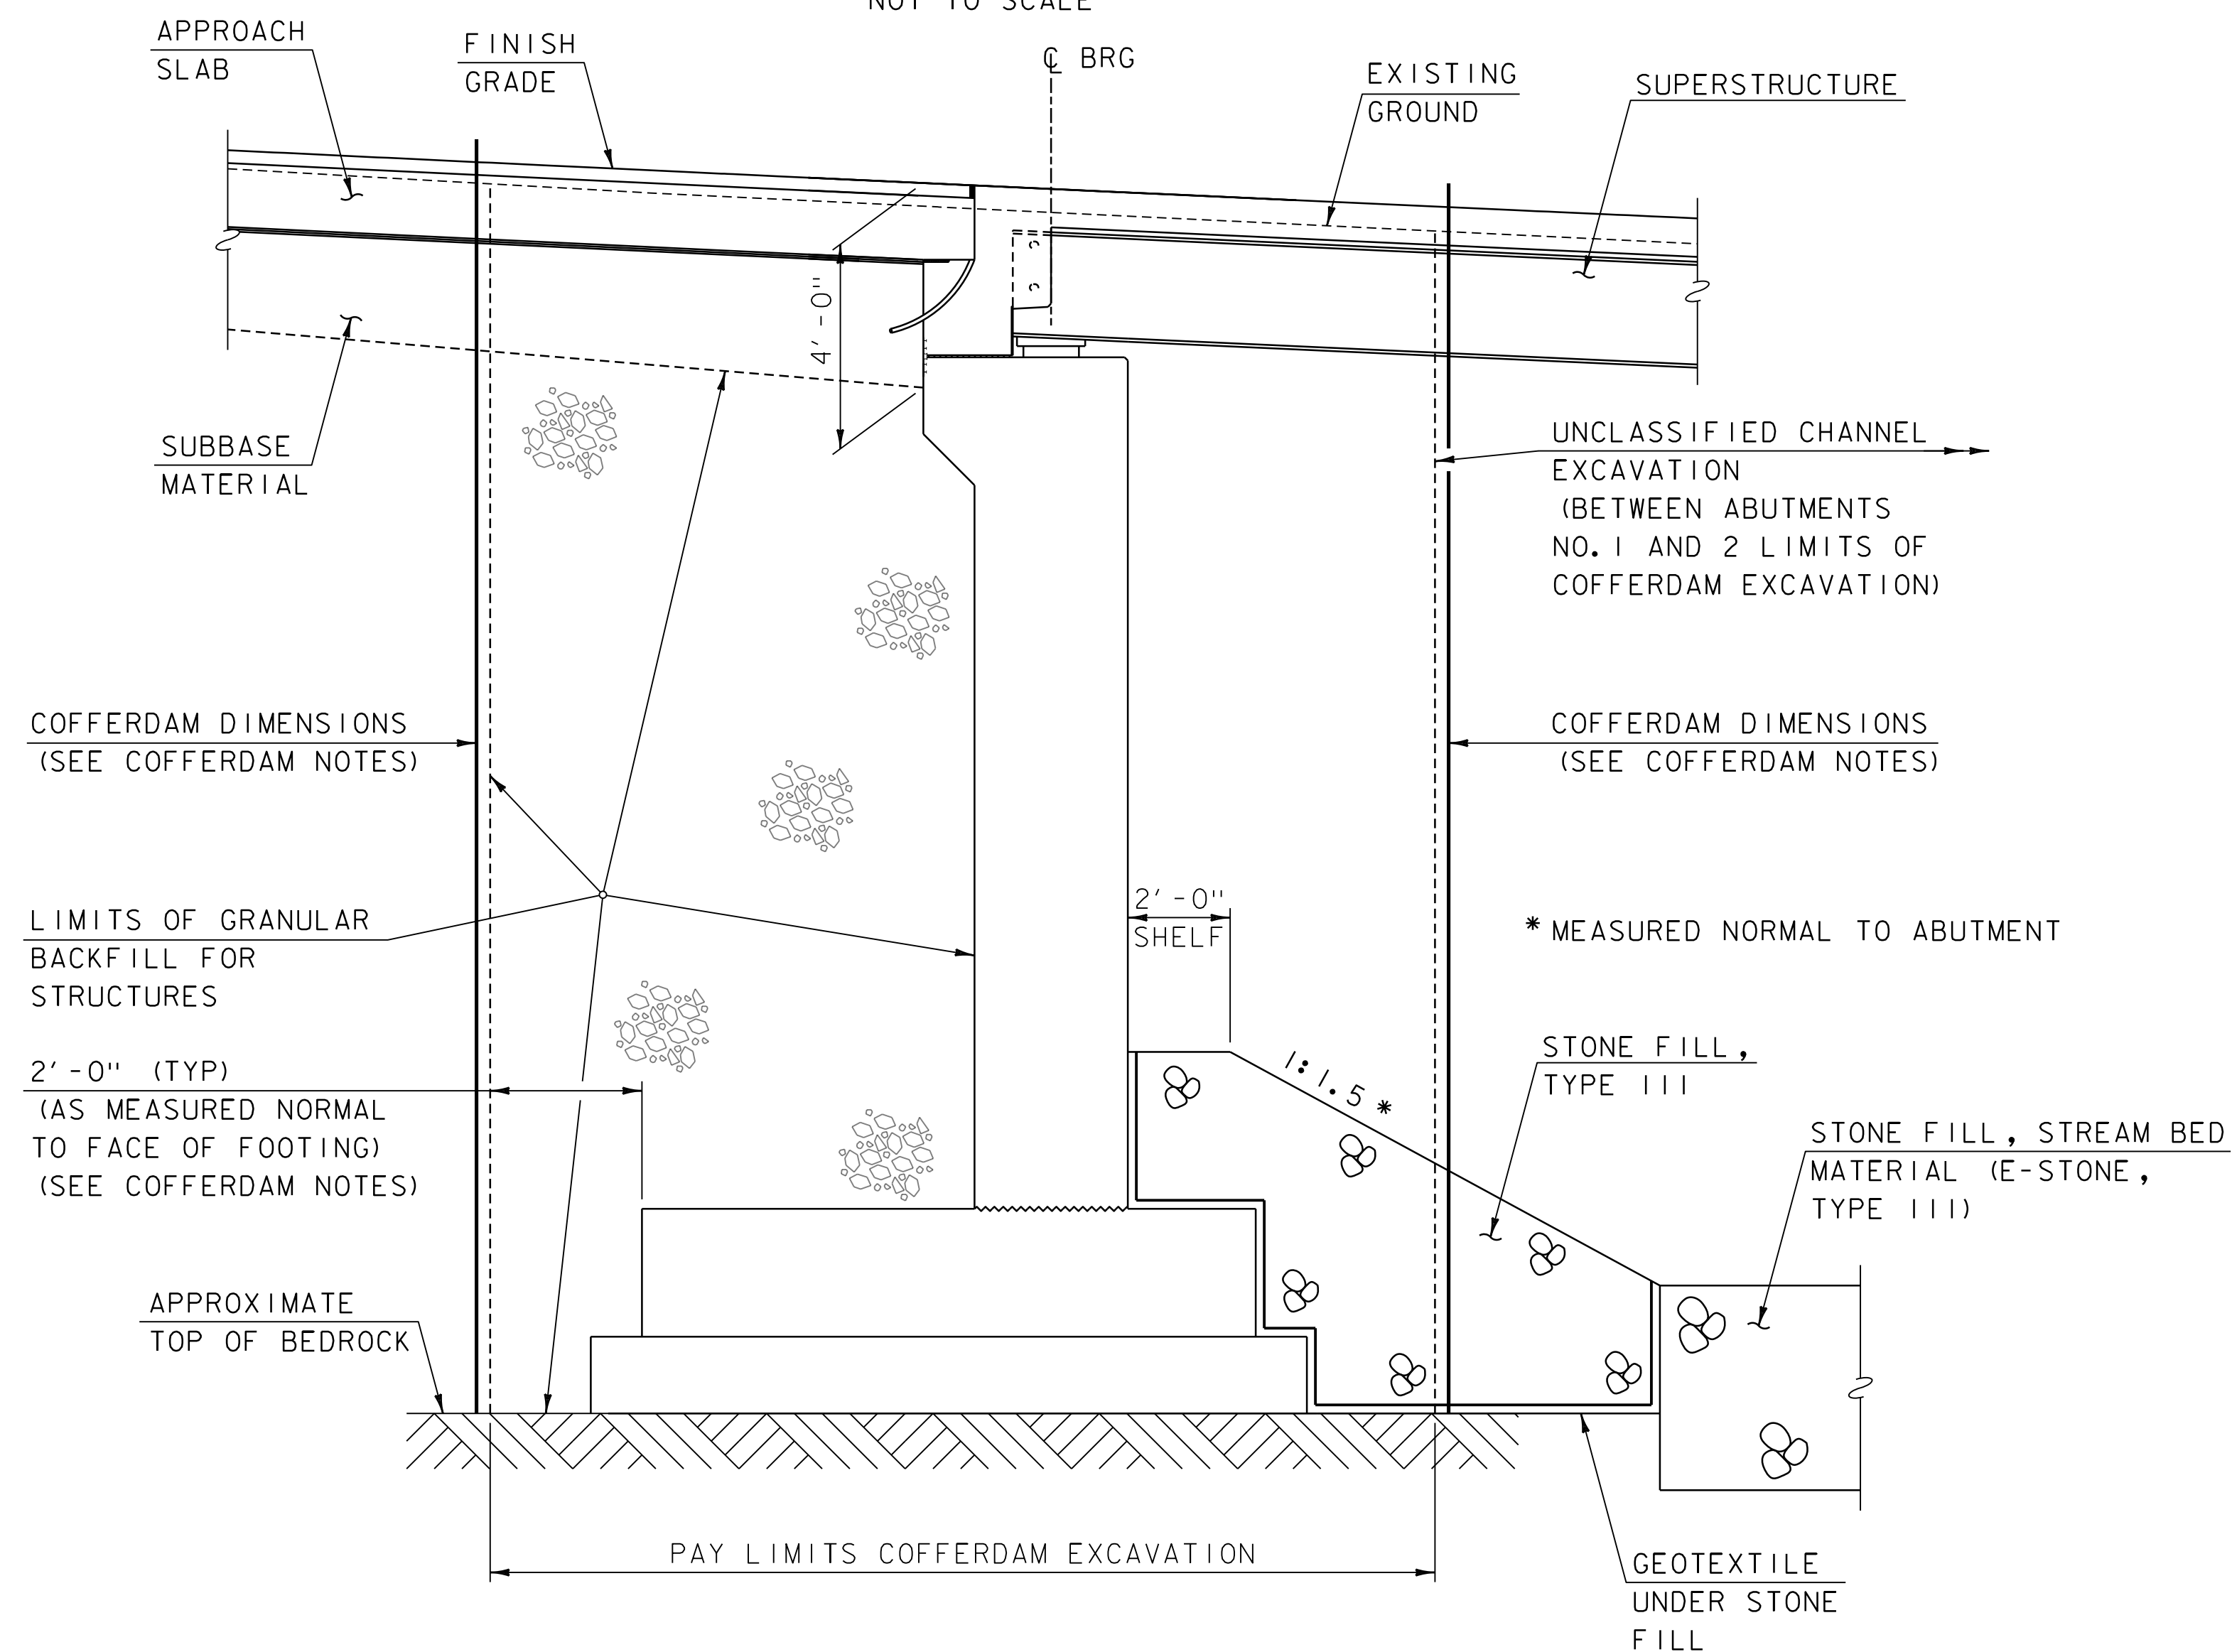 NOT TO SCALE
APPROACH
SLAB
FINISH
GRADE
℄ BRG
EXISTING
GROUND
SUPERSTRUCTURE
4'-0"
SUBBASE
MATERIAL
UNCLASSIFIED CHANNEL
EXCAVATION
(BETWEEN ABUTMENTS
NO. 1 AND 2 LIMITS OF
COFFERDAM EXCAVATION)
COFFERDAM DIMENSIONS
(SEE COFFERDAM NOTES)
COFFERDAM DIMENSIONS
(SEE COFFERDAM NOTES)
LIMITS OF GRANULAR
BACKFILL FOR
STRUCTURES
2'-0"
SHELF
* MEASURED NORMAL TO ABUTMENT
2'-0" (TYP)
(AS MEASURED NORMAL
TO FACE OF FOOTING)
(SEE COFFERDAM NOTES)
1:1.5 *
STONE FILL,
TYPE III
STONE FILL, STREAM BED
MATERIAL (E-STONE,
TYPE III)
APPROXIMATE
TOP OF BEDROCK
PAY LIMITS COFFERDAM EXCAVATION
GEOTEXTILE
UNDER STONE
FILL